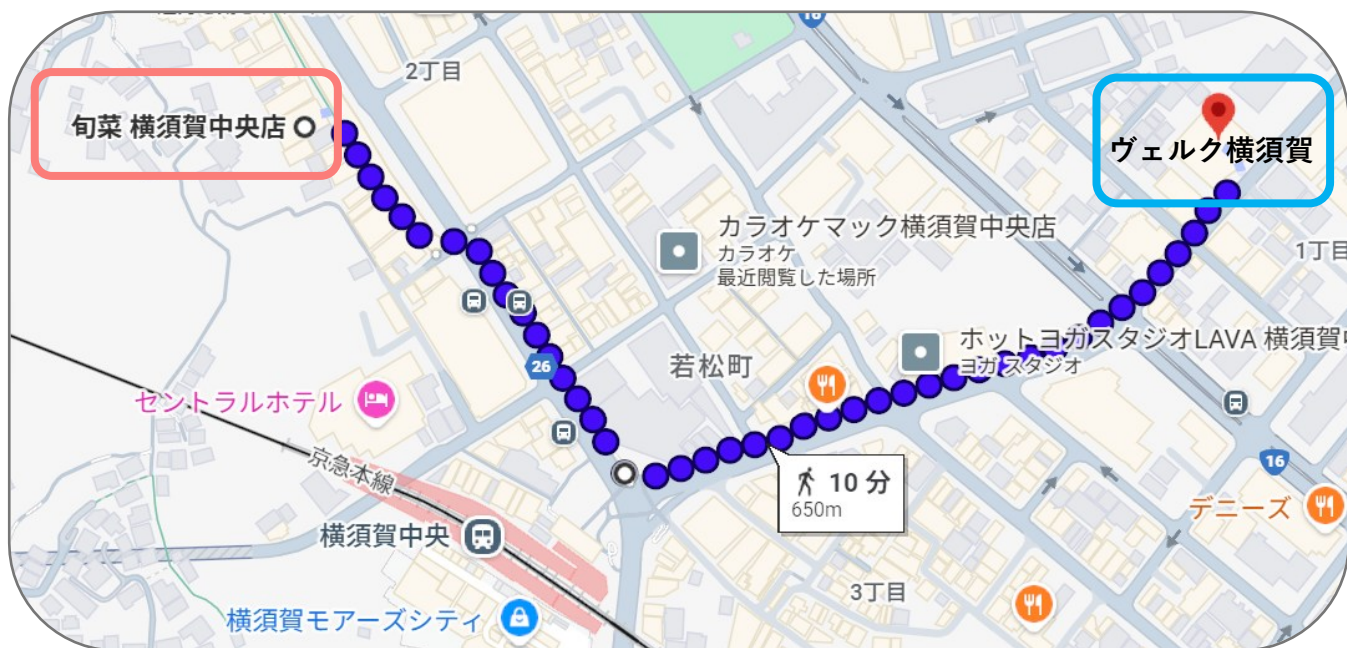 16
2丁目
旬菜 横須賀中央店
ヴェルク横須賀
カラオケマック横須賀中央店
カラオケ
最近閲覧した場所
1丁目
ホットヨガスタジオLAVA 横須賀
ヨガ スタジオ
26
若松町
セントラルホテル
京急本線
10 分
650m
16
デニーズ
横須賀中央
3丁目
横須賀モアーズシティ